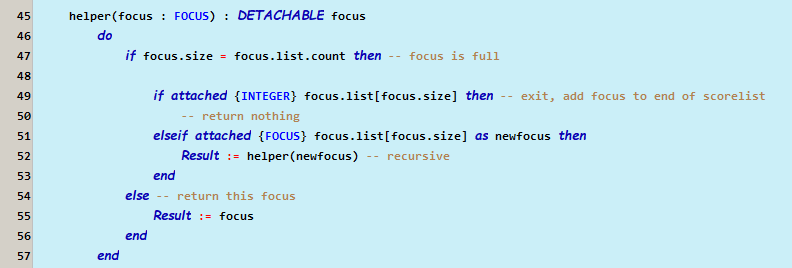 45 helper(focus : FOCUS) : DETACHABLE focus
46 do
47 if focus.size = focus.list.count then -- focus is full
48
49 if attached {INTEGER} focus.list[focus.size] then -- exit, add focus to end of scorelist
50 -- return nothing
51 elseif attached {FOCUS} focus.list[focus.size] as newfocus then
52 Result := helper(newfocus) -- recursive
53 end
54 else -- return this focus
55 Result := focus
56 end
57 end